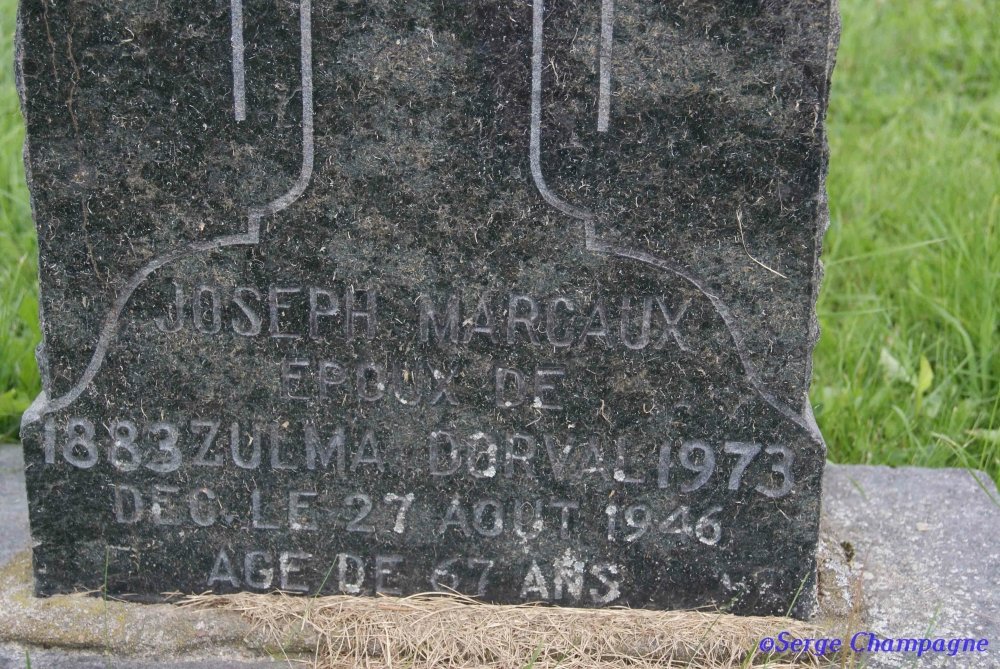 JOSEPH MARCAUX
EPOUX DE
1883 ZULMA DORVAL 1973
DEC. LE 27 AOUT 1946
AGE DE 67 ANS
©Serge Champagne